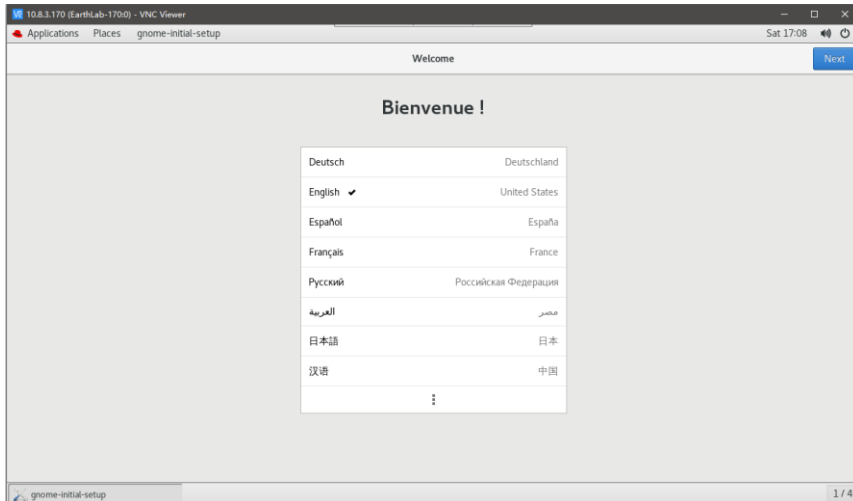 10.8.3.170 (EarthLab-170:0) - VNC Viewer
Applications Places gnome-initial-setup Sat 17:08
Welcome Next
Bienvenue !
Deutsch Deutschland
English United States
Español España
Français France
Русский Российская Федерация
العربية مصر
日本語 日本
汉语 中国
gnome-initial-setup 1 / 4